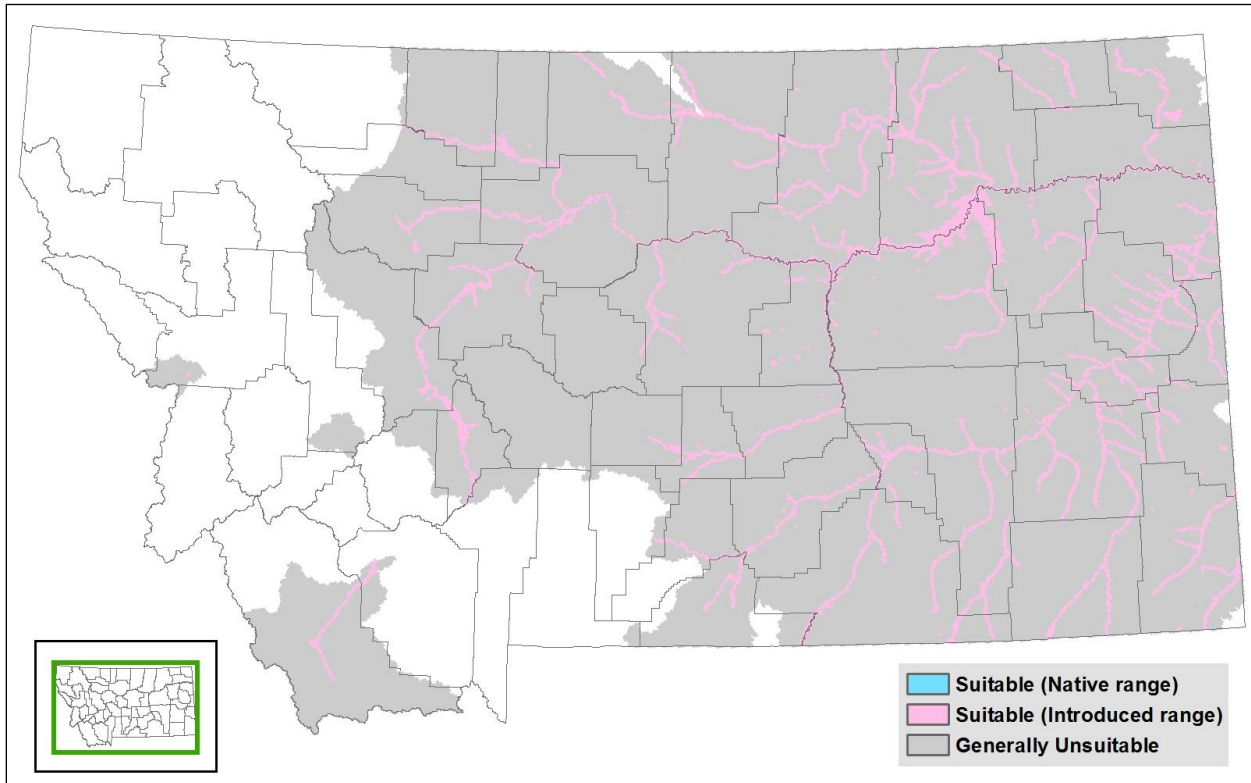 Suitable (Native range)
Suitable (Introduced range)
Generally Unsuitable